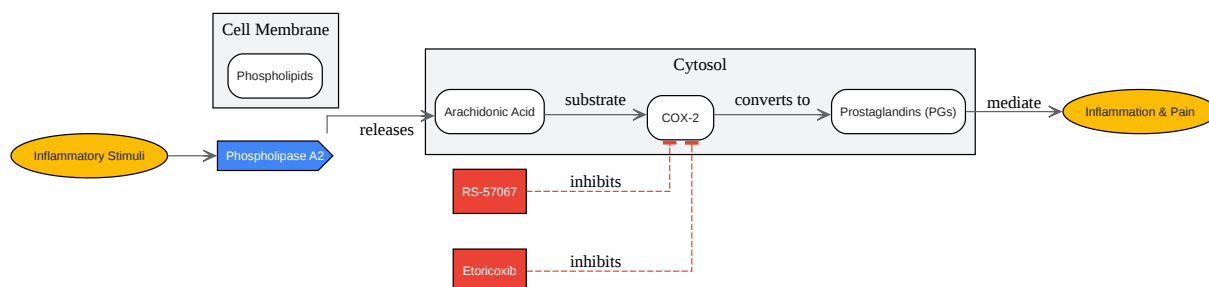 Cell Membrane
Phospholipids
Cytosol
Arachidonic Acid
substrate
COX-2
converts to
Prostaglandins (PGs)
mediate
Inflammation & Pain
releases
Inflammatory Stimuli
Phospholipase A2
RS-57067
inhibits
Etoricoxib
inhibits